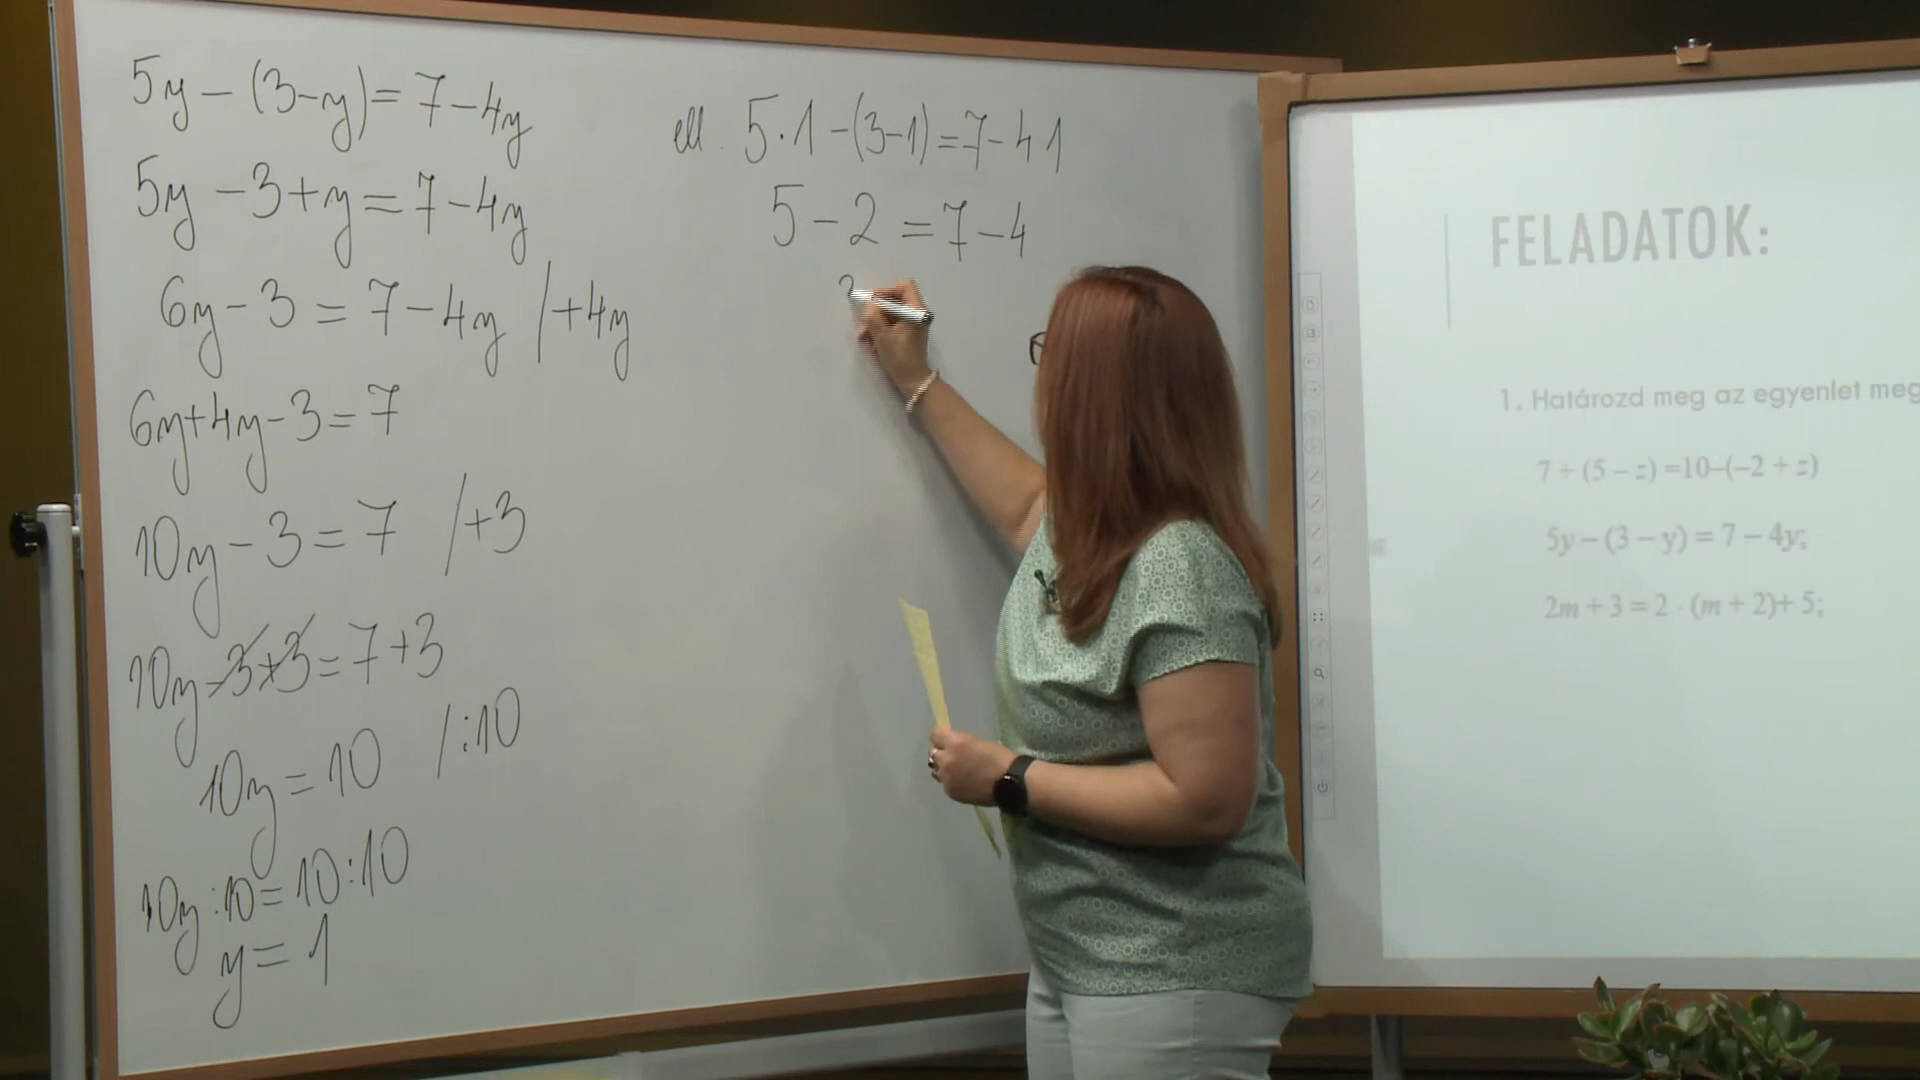 5y - (3-y) = 7 - 4y
5y - 3 + y = 7 - 4y
6y - 3 = 7 - 4y /+4y
6y+4y-3 = 7
10y - 3 = 7 /+3
10y-3+3 = 7+3
10y = 10 /:10
10y:10 = 10:10
y = 1
ell. 5·1-(3-1)=7-4 1
5 - 2 = 7 - 4
FELADATOK:
1. Határozd meg az egyenlet meg
7 + (5 – z) =10–(–2 + z)
5y – (3 – y) = 7 – 4y;
2m + 3 = 2 · (m + 2)+ 5;